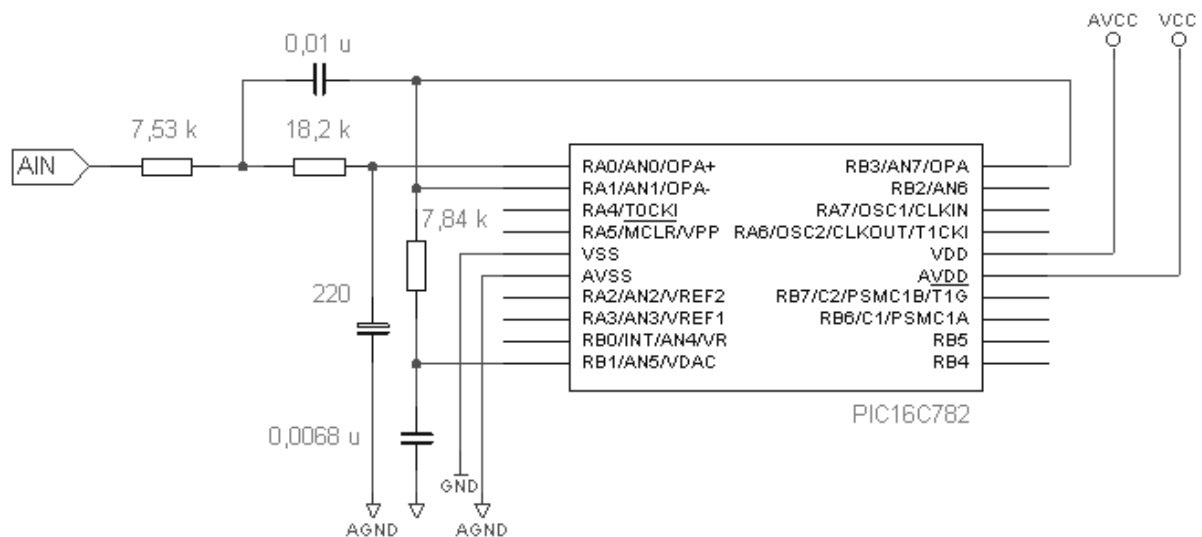 AVCC VCC
0,01 u
7,53 k 18,2 k
AIN
RA0/AN0/OPA+ RB3/AN7/OPA
RA1/AN1/OPA- RB2/AN6
7,84 k
RA4/T0CKI RA7/OSC1/CLKIN
RA5/MCLR/VPP RA6/OSC2/CLKOUT/T1CKI
VSS VDD
AVSS AVDD
220
RA2/AN2/VREF2 RB7/C2/PSMC1B/T1G
RA3/AN3/VREF1 RB6/C1/PSMC1A
RB0/INT/AN4/VR RB5
RB1/AN5/VDAC RB4
PIC16C782
0,0068 u
GND
AGND AGND AGND